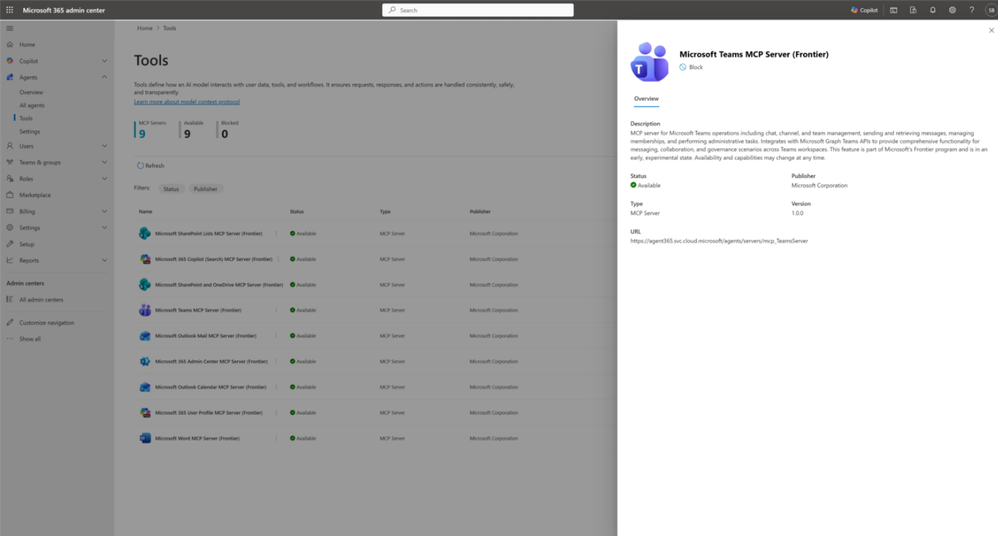 Microsoft 365 admin center
Search
Copilot
SB
Home
Copilot
Agents
Overview
All agents
Tools
Settings
Users
Teams & groups
Roles
Marketplace
Billing
Settings
Setup
Reports
Admin centers
All admin centers
Customize navigation
Show all
Home > Tools
Tools
Tools define how an AI model interacts with user data, tools, and workflows. It ensures requests, responses, and actions are handled consistently, safely,
and transparently.
Learn more about model context protocol
MCP Servers Available Blocked
9 9 0
Refresh
Filters: Status Publisher
Name Status Type Publisher
Microsoft SharePoint Lists MCP Server (Frontier) Available MCP Server Microsoft Corporation
Microsoft 365 Copilot (Search) MCP Server (Frontier) Available MCP Server Microsoft Corporation
Microsoft SharePoint and OneDrive MCP Server (Frontier) Available MCP Server Microsoft Corporation
Microsoft Teams MCP Server (Frontier) Available MCP Server Microsoft Corporation
Microsoft Outlook Mail MCP Server (Frontier) Available MCP Server Microsoft Corporation
Microsoft 365 Admin Center MCP Server (Frontier) Available MCP Server Microsoft Corporation
Microsoft Outlook Calendar MCP Server (Frontier) Available MCP Server Microsoft Corporation
Microsoft 365 User Profile MCP Server (Frontier) Available MCP Server Microsoft Corporation
Microsoft Word MCP Server (Frontier) Available MCP Server Microsoft Corporation
T
Microsoft Teams MCP Server (Frontier)
Block
Overview
Description
MCP server for Microsoft Teams operations including chat, channel, and team management, sending and retrieving messages, managing
memberships, and performing administrative tasks. Integrates with Microsoft Graph Teams APIs to provide comprehensive functionality for
messaging, collaboration, and governance scenarios across Teams workspaces. This feature is part of Microsoft's Frontier program and is in an
early, experimental state. Availability and capabilities may change at any time.
Status Publisher
Available Microsoft Corporation
Type Version
MCP Server 1.0.0
URL
https://agent365.svc.cloud.microsoft/agents/servers/mcp_TeamsServer